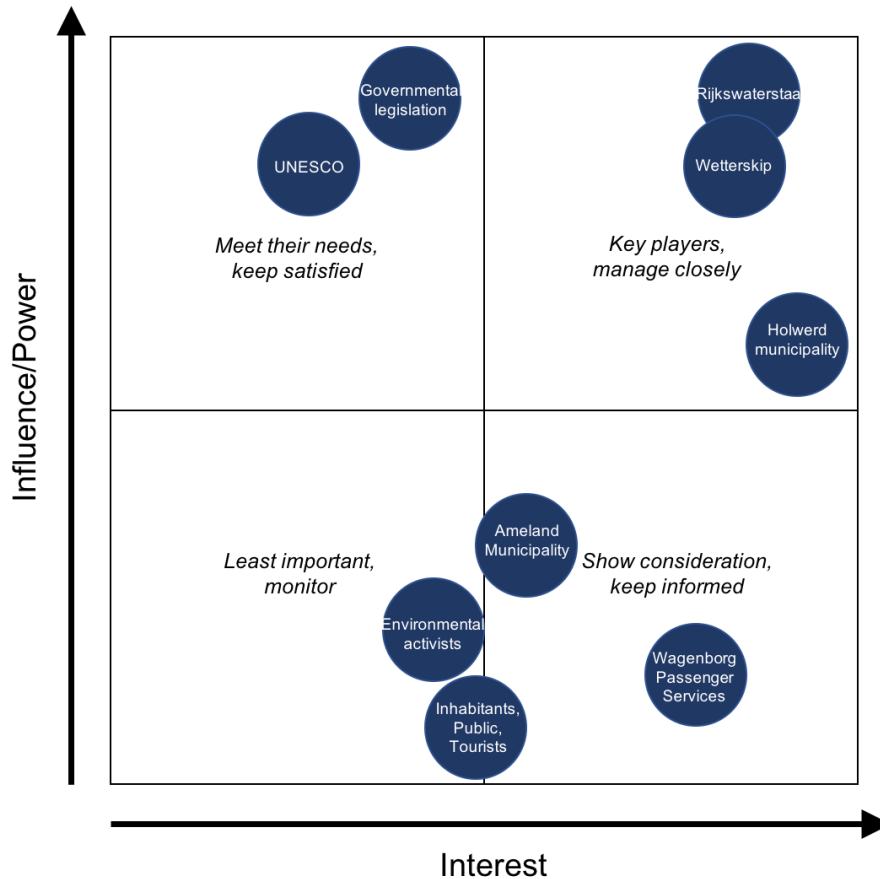 Governmental
legislation
Rijkswaterstaa
UNESCO
Wetterskip
Meet their needs,
keep satisfied
Key players,
manage closely
Holwerd
municipality
Influence/Power
Ameland
Municipality
Least important,
monitor
Show consideration,
keep informed
Environmental
activists
Wagenborg
Passenger
Services
Inhabitants,
Public,
Tourists
Interest